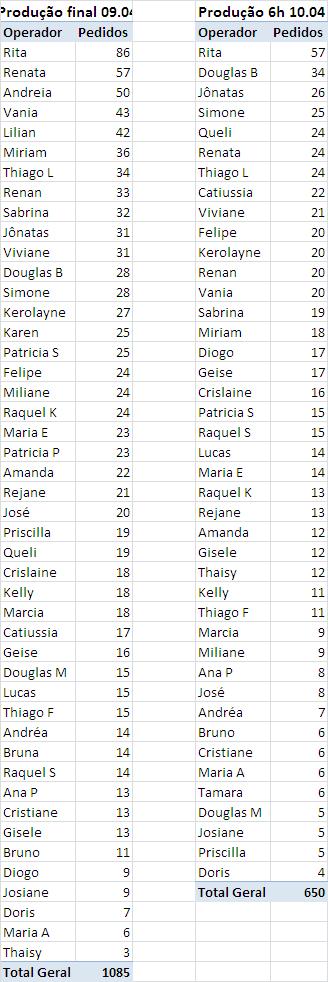 Produção final 09.04 Produção 6h 10.04
Operador Pedidos Operador Pedidos
Rita 86 Rita 57
Renata 57 Douglas B 34
Andreia 50 Jônatas 26
Vania 43 Simone 25
Lilian 42 Queli 24
Miriam 36 Renata 24
Thiago L 34 Thiago L 24
Renan 33 Catiussia 22
Sabrina 32 Viviane 21
Jônatas 31 Felipe 20
Viviane 31 Kerolayne 20
Douglas B 28 Renan 20
Simone 28 Vania 20
Kerolayne 27 Sabrina 19
Karen 25 Miriam 18
Patricia S 25 Diogo 17
Felipe 24 Geise 17
Miliane 24 Crislaine 16
Raquel K 24 Patricia S 15
Maria E 23 Raquel S 15
Patricia P 23 Lucas 14
Amanda 22 Maria E 14
Rejane 21 Raquel K 13
José 20 Rejane 13
Priscilla 19 Amanda 12
Queli 19 Gisele 12
Crislaine 18 Thaisy 12
Kelly 18 Kelly 11
Marcia 18 Thiago F 11
Catiussia 17 Marcia 9
Geise 16 Miliane 9
Douglas M 15 Ana P 8
Lucas 15 José 8
Thiago F 15 Andréa 7
Andréa 14 Bruno 6
Bruna 14 Cristiane 6
Raquel S 14 Maria A 6
Ana P 13 Tamara 6
Cristiane 13 Douglas M 5
Gisele 13 Josiane 5
Bruno 11 Priscilla 5
Diogo 9 Doris 4
Josiane 9 Total Geral 650
Doris 7
Maria A 6
Thaisy 3
Total Geral 1085